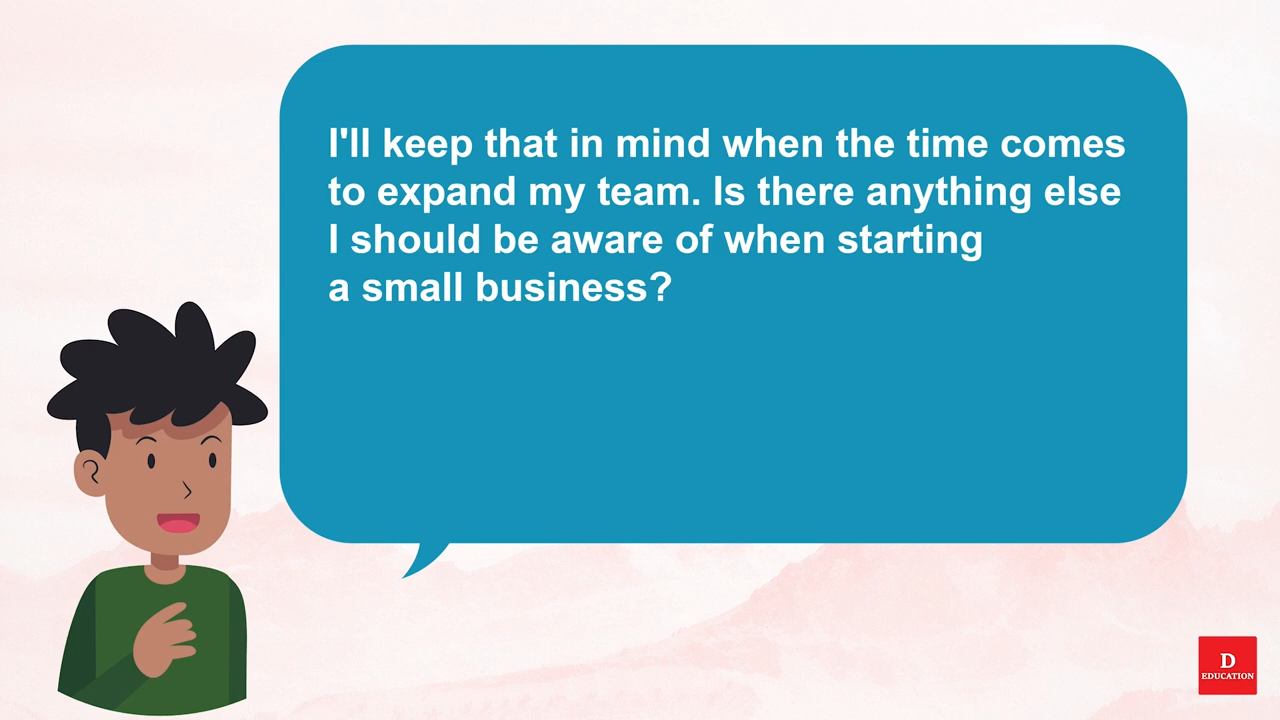 I'll keep that in mind when the time comes
to expand my team. Is there anything else
I should be aware of when starting
a small business?
D
EDUCATION